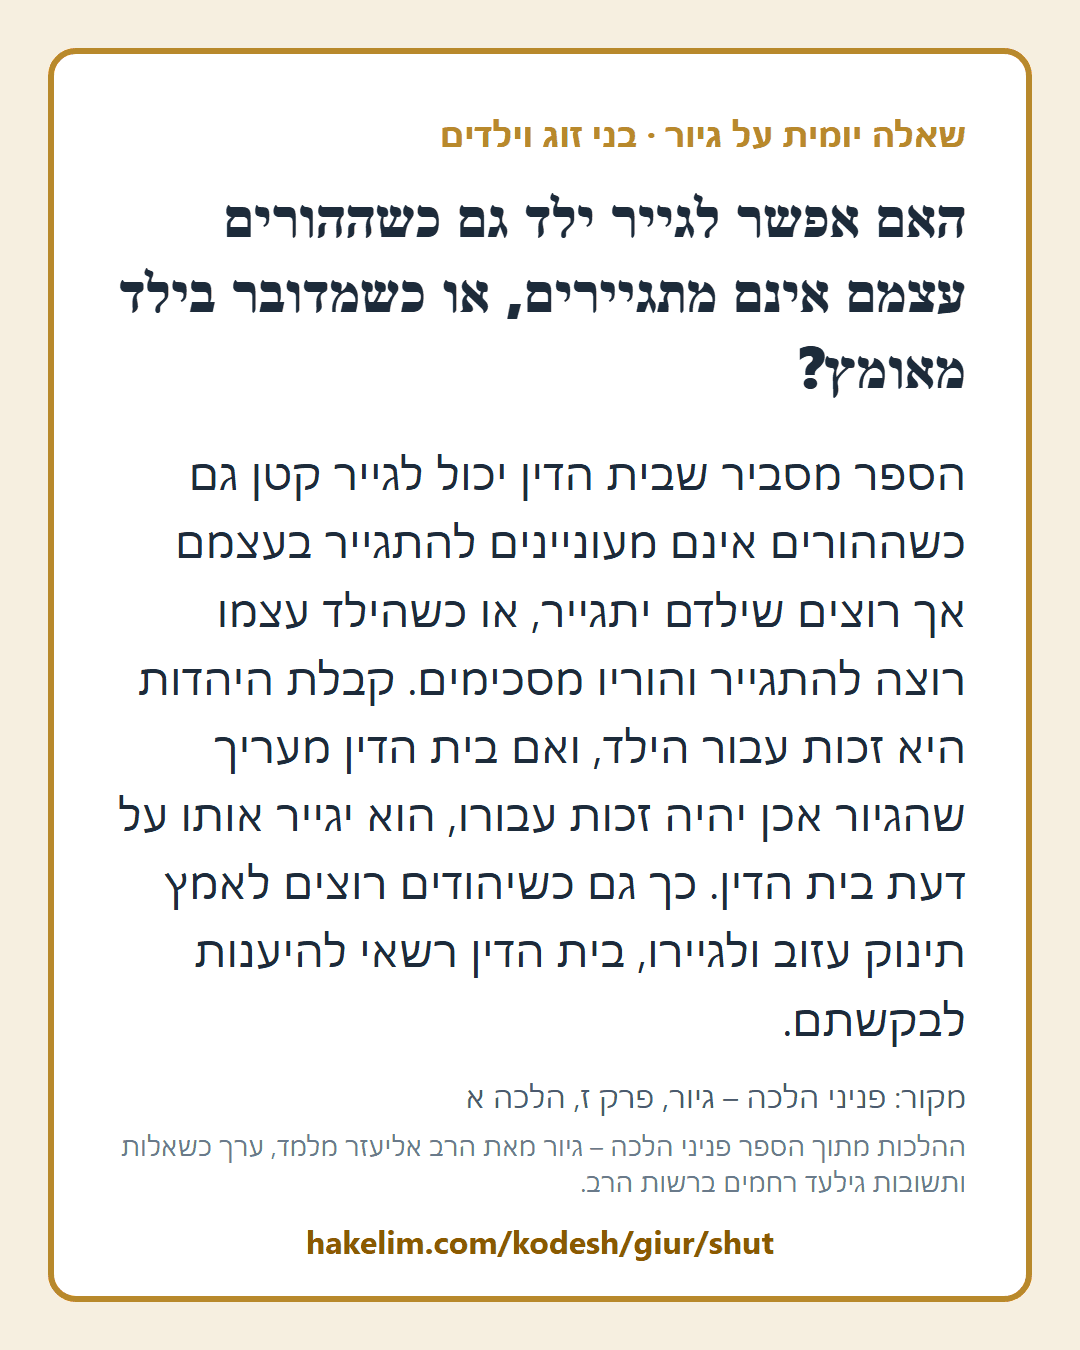 שאלה יומית על גיור · בני זוג וילדים
האם אפשר לגייר ילד גם כשההורים
עצמם אינם מתגיירים, או כשמדובר בילד
מאומץ?
הספר מסביר שבית הדין יכול לגייר קטן גם
כשההורים אינם מעוניינים להתגייר בעצמם
אך רוצים שילדם יתגייר, או כשהילד עצמו
רוצה להתגייר והוריו מסכימים. קבלת היהדות
היא זכות עבור הילד, ואם בית הדין מעריך
שהגיור אכן יהיה זכות עבורו, הוא יגייר אותו על
דעת בית הדין. כך גם כשיהודים רוצים לאמץ
תינוק עזוב ולגיירו, בית הדין רשאי להיענות
לבקשתם.
מקור: פניני הלכה – גיור, פרק ז, הלכה א
ההלכות מתוך הספר פניני הלכה – גיור מאת הרב אליעזר מלמד, ערך כשאלות
ותשובות גילעד רחמים ברשות הרב.
hakelim.com/kodesh/giur/shut